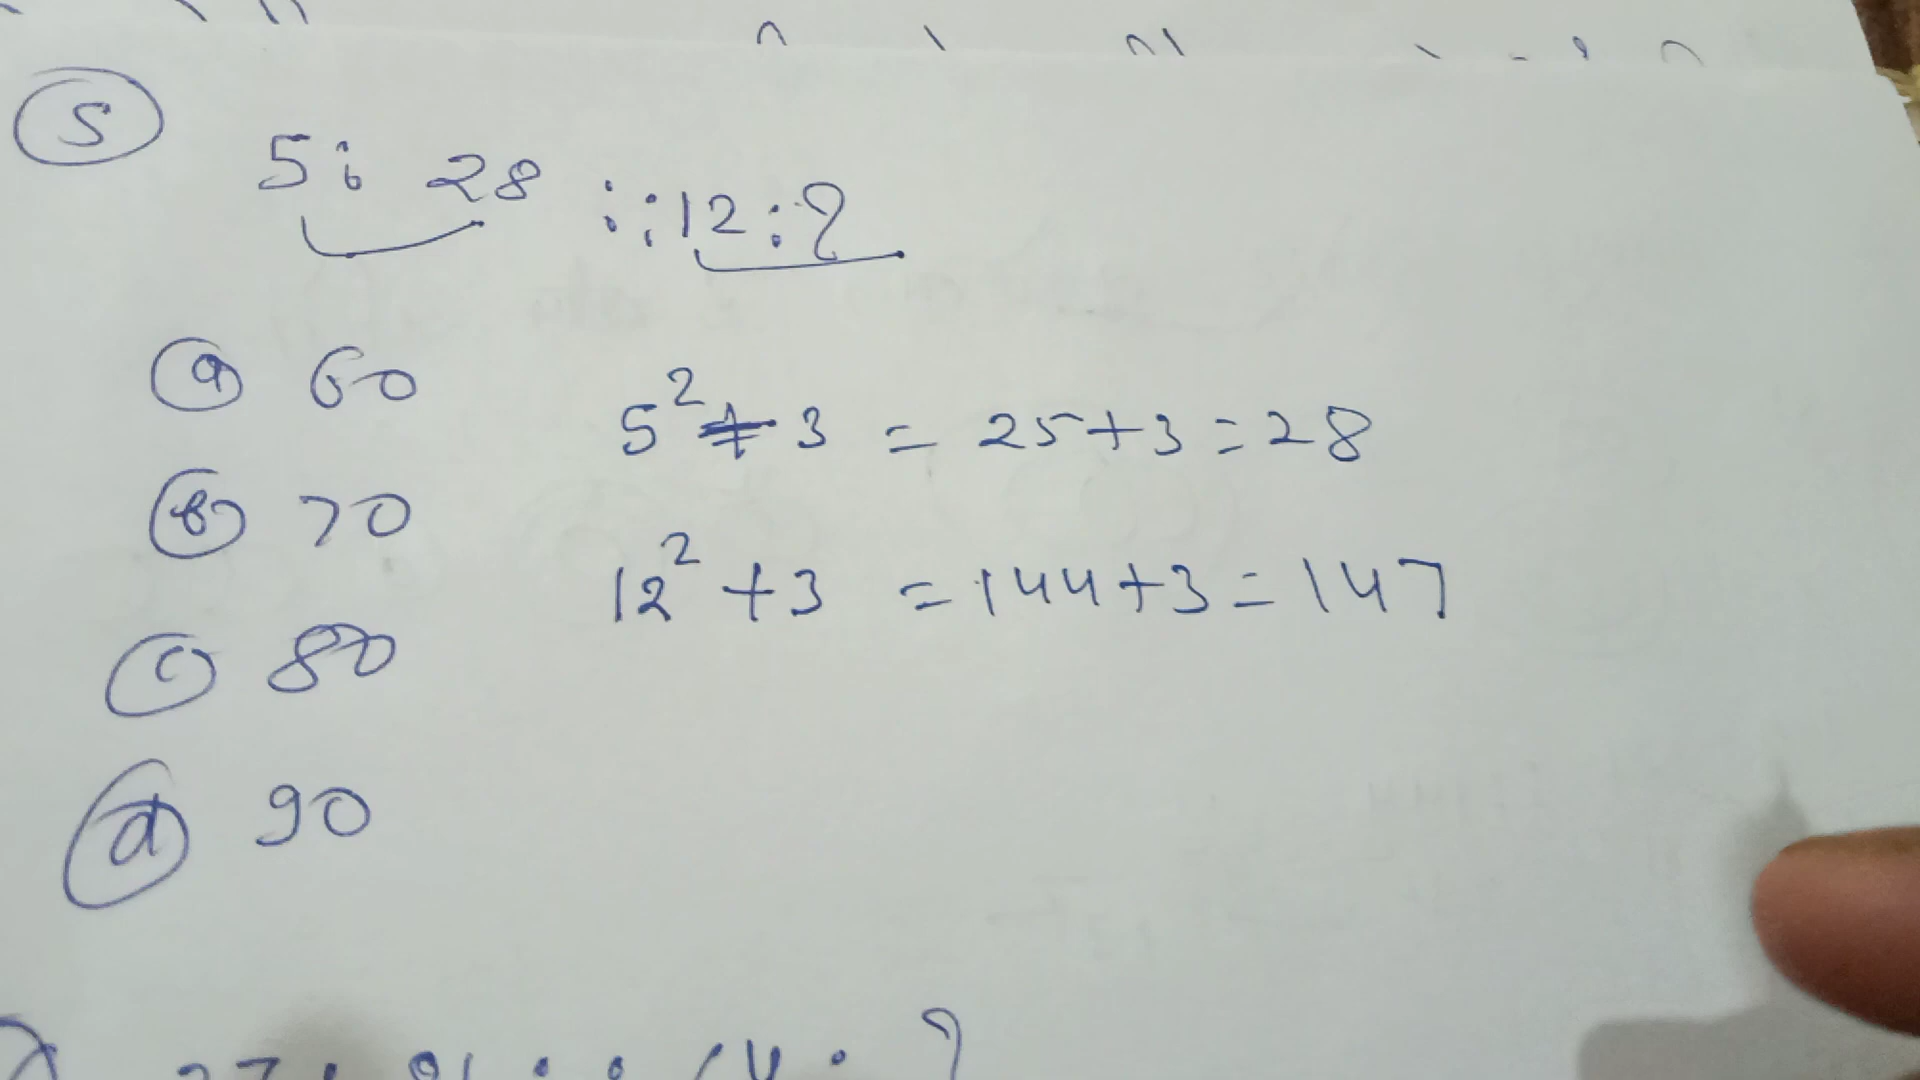 5
5 : 28 :: 12 : ?
a 60
5² + 3 = 25 + 3 = 28
b 70
12² + 3 = 144 + 3 = 147
c 80
d 90